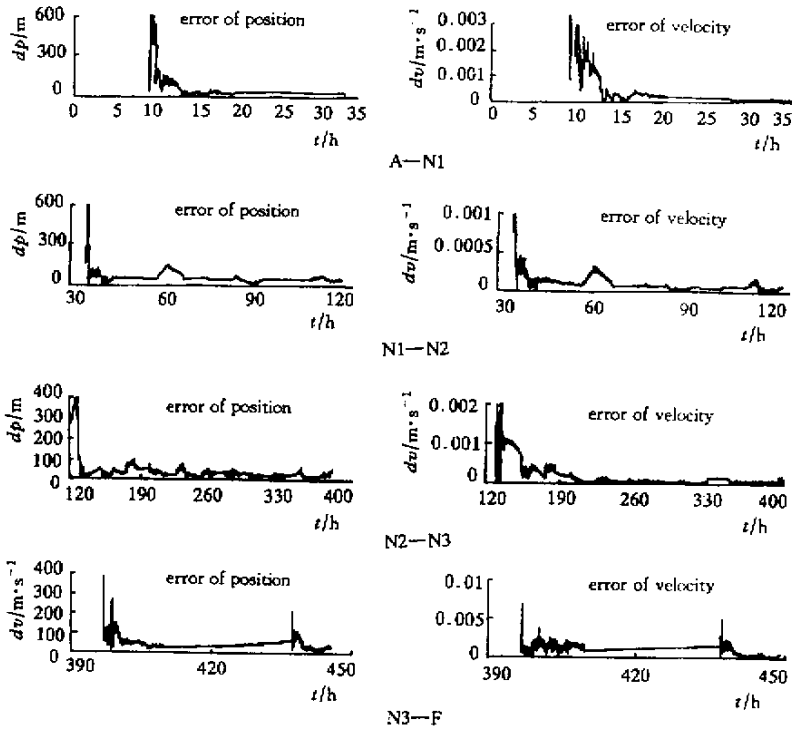 error of position
dp/m
600
300
0
0 5 10 15 20 25 30 35
t/h
error of velocity
dv/m·s⁻¹
0.003
0.002
0.001
0
0 5 10 15 20 25 30 35
t/h
A—N1
error of position
dp/m
600
300
0
30 60 90 120
t/h
error of velocity
dv/m·s⁻¹
0.001
0.0005
0
30 60 90 120
t/h
N1—N2
error of position
dp/m
400
300
200
100
0
120 190 260 330 400
t/h
error of velocity
dv/m·s⁻¹
0.002
0.001
0
120 190 260 330 400
t/h
N2—N3
error of position
dv/m·s⁻¹
400
300
200
100
0
390 420 450
t/h
error of velocity
dv/m·s⁻¹
0.01
0.005
0
390 420 450
t/h
N3—F